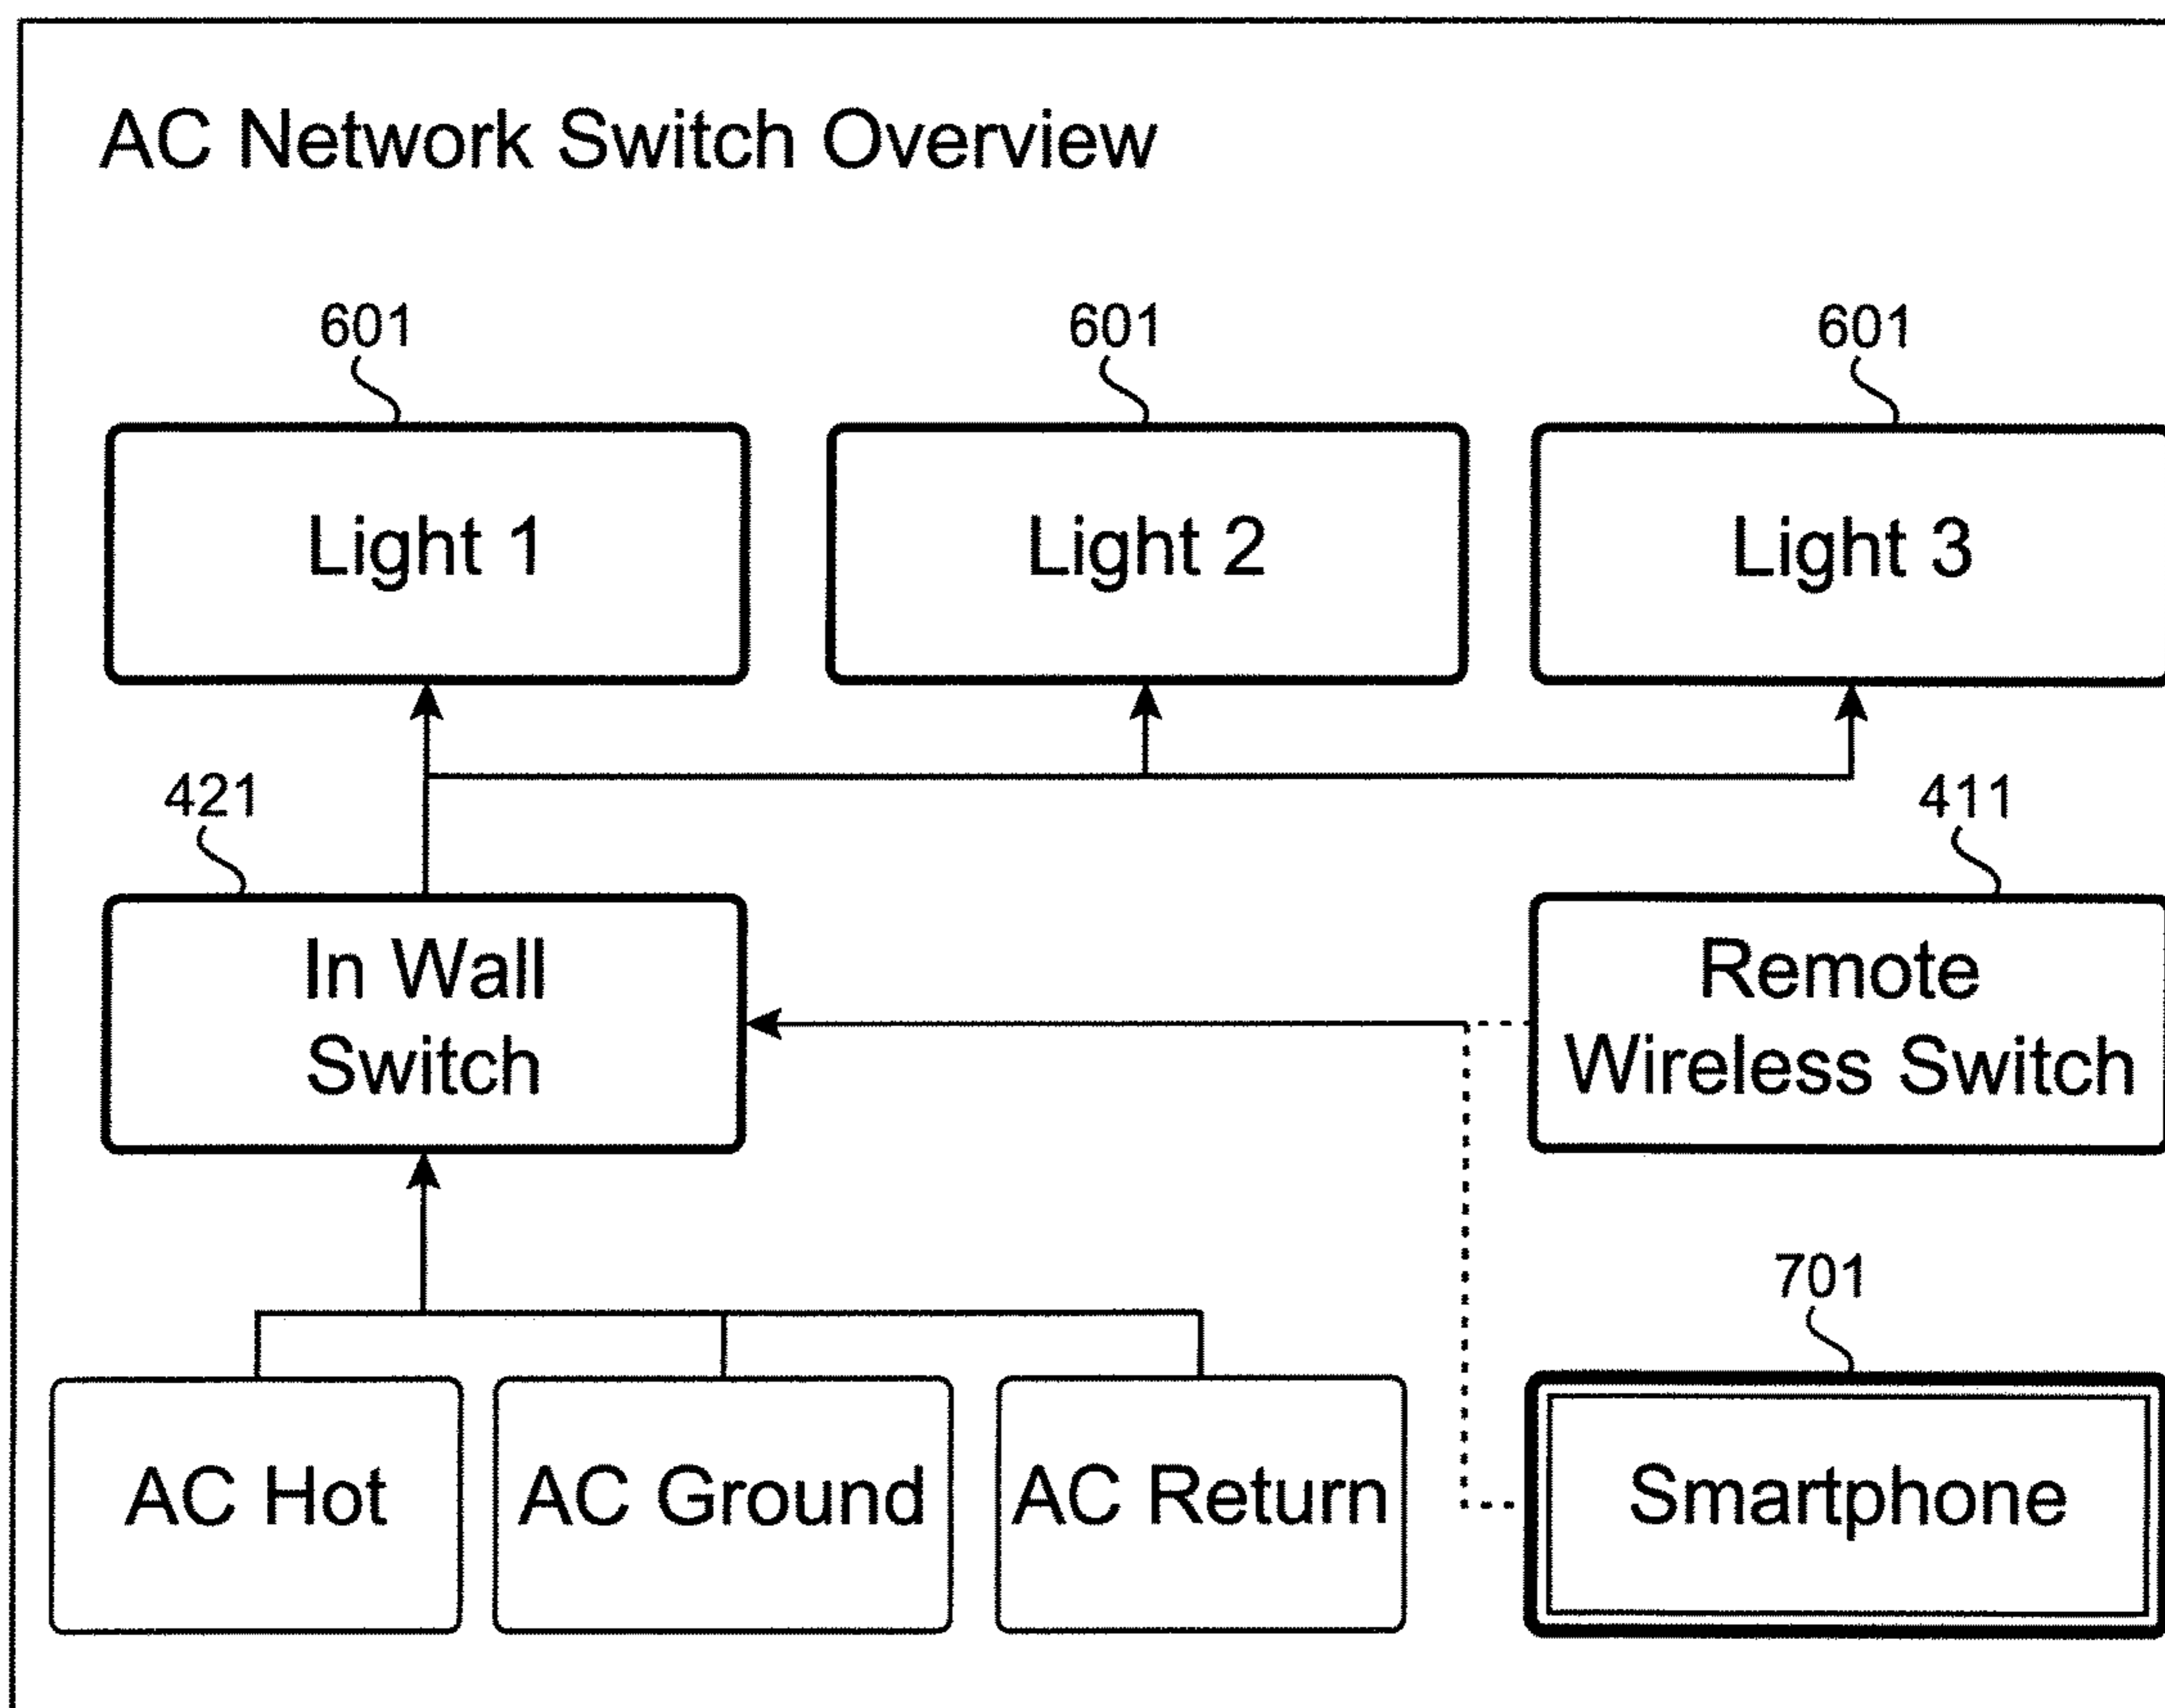 AC Network Switch Overview
601
601
601
Light 1
Light 2
Light 3
421
411
In Wall
Switch
Remote
Wireless Switch
701
AC Hot
AC Ground
AC Return
Smartphone